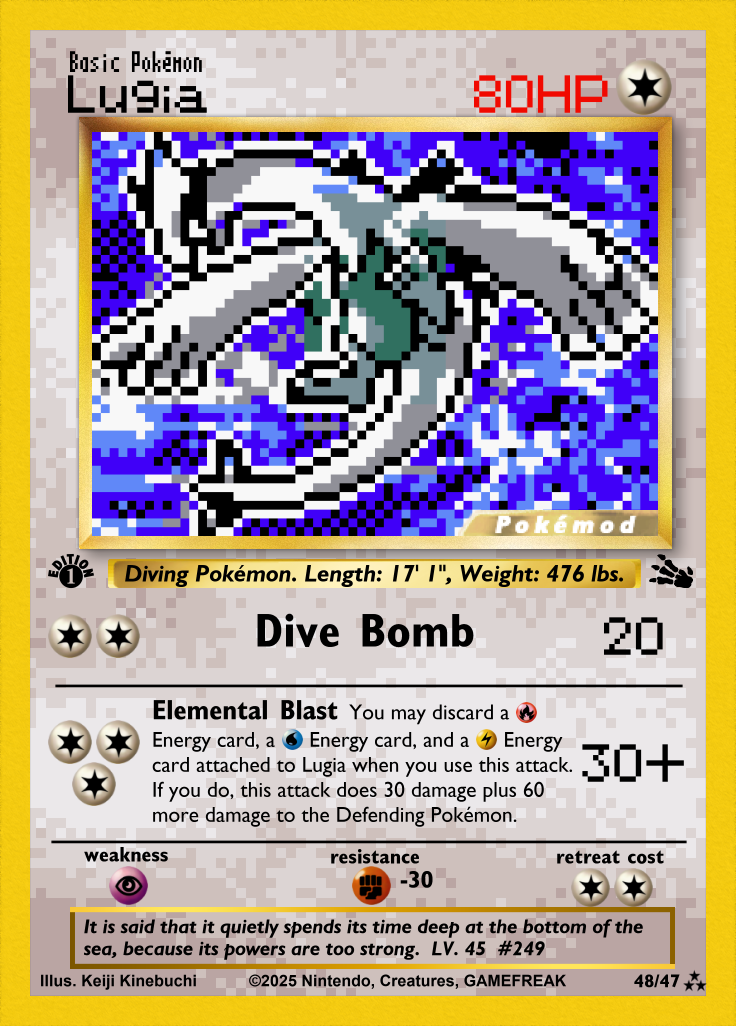 Basic Pokémon
Lugia
80HP
Pokémod
EDITION
1
Diving Pokémon. Length: 17' 1", Weight: 476 lbs.
Dive Bomb
20
Elemental Blast You may discard a
Energy card, a Energy card, and a Energy
card attached to Lugia when you use this attack.
If you do, this attack does 30 damage plus 60
more damage to the Defending Pokémon.
30+
weakness
resistance
retreat cost
-30
It is said that it quietly spends its time deep at the bottom of the
sea, because its powers are too strong. LV. 45 #249
Illus. Keiji Kinebuchi
©2025 Nintendo, Creatures, GAMEFREAK
48/47